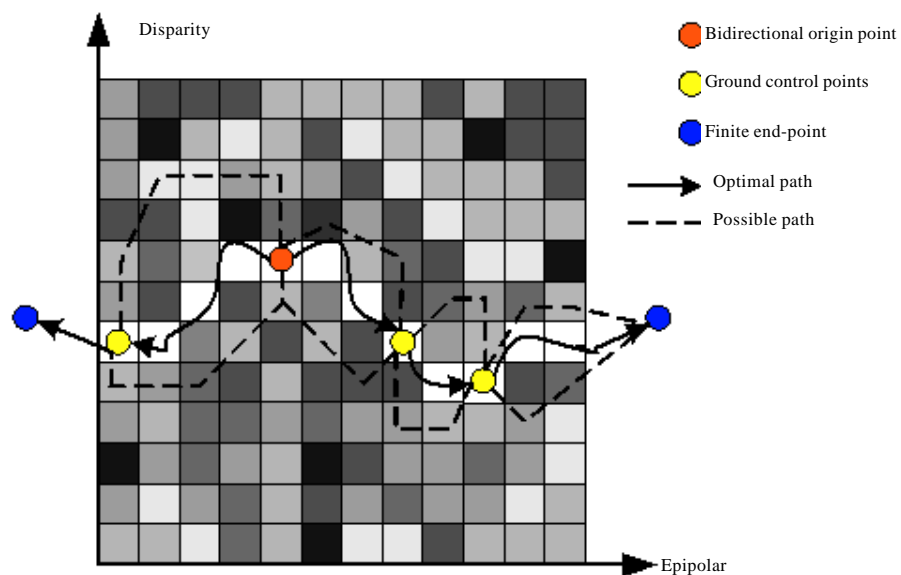 Disparity
Bidirectional origin point
Ground control points
Finite end-point
Optimal path
Possible path
Epipolar